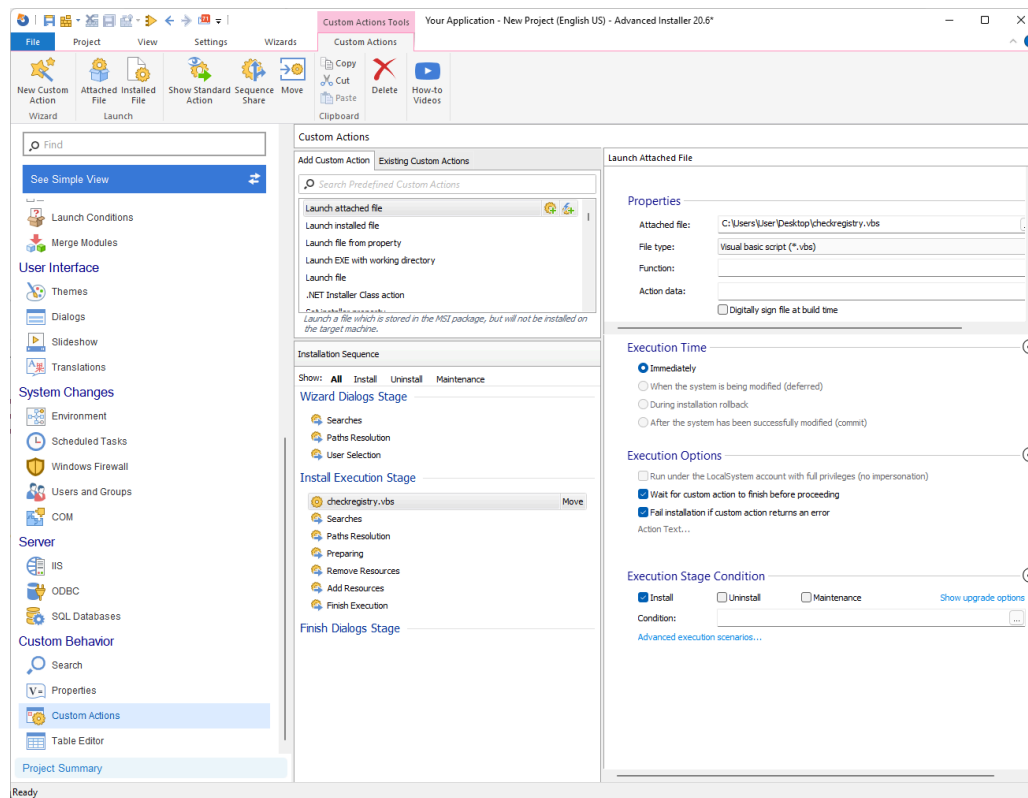 Custom Actions Tools
Your Application - New Project (English US) - Advanced Installer 20.6*
File
Project
View
Settings
Wizards
Custom Actions
New Custom Action
Attached File
Installed File
Show Standard Action
Sequence Share
Move
Copy
Cut
Paste
Delete
How-to Videos
Wizard
Launch
Clipboard
Find
See Simple View
Launch Conditions
Merge Modules
User Interface
Themes
Dialogs
Slideshow
Translations
System Changes
Environment
Scheduled Tasks
Windows Firewall
Users and Groups
COM
Server
IIS
ODBC
SQL Databases
Custom Behavior
Search
Properties
Custom Actions
Table Editor
Project Summary
Ready
Custom Actions
Add Custom Action
Existing Custom Actions
Search Predefined Custom Actions
Launch attached file
Launch installed file
Launch file from property
Launch EXE with working directory
Launch file
.NET Installer Class action
Set installer property
Launch a file which is stored in the MSI package, but will not be installed on
the target machine.
Installation Sequence
Show: All Install Uninstall Maintenance
Wizard Dialogs Stage
Searches
Paths Resolution
User Selection
Install Execution Stage
checkregistry.vbs Move
Searches
Paths Resolution
Preparing
Remove Resources
Add Resources
Finish Execution
Finish Dialogs Stage
Launch Attached File
Properties
Attached file: C:\Users\User\Desktop\checkregistry.vbs
File type: Visual basic script (*.vbs)
Function:
Action data:
Digitally sign file at build time
Execution Time
Immediately
When the system is being modified (deferred)
During installation rollback
After the system has been successfully modified (commit)
Execution Options
Run under the LocalSystem account with full privileges (no impersonation)
Wait for custom action to finish before proceeding
Fail installation if custom action returns an error
Action Text...
Execution Stage Condition
Install Uninstall Maintenance Show upgrade options
Condition: ...
Advanced execution scenarios...